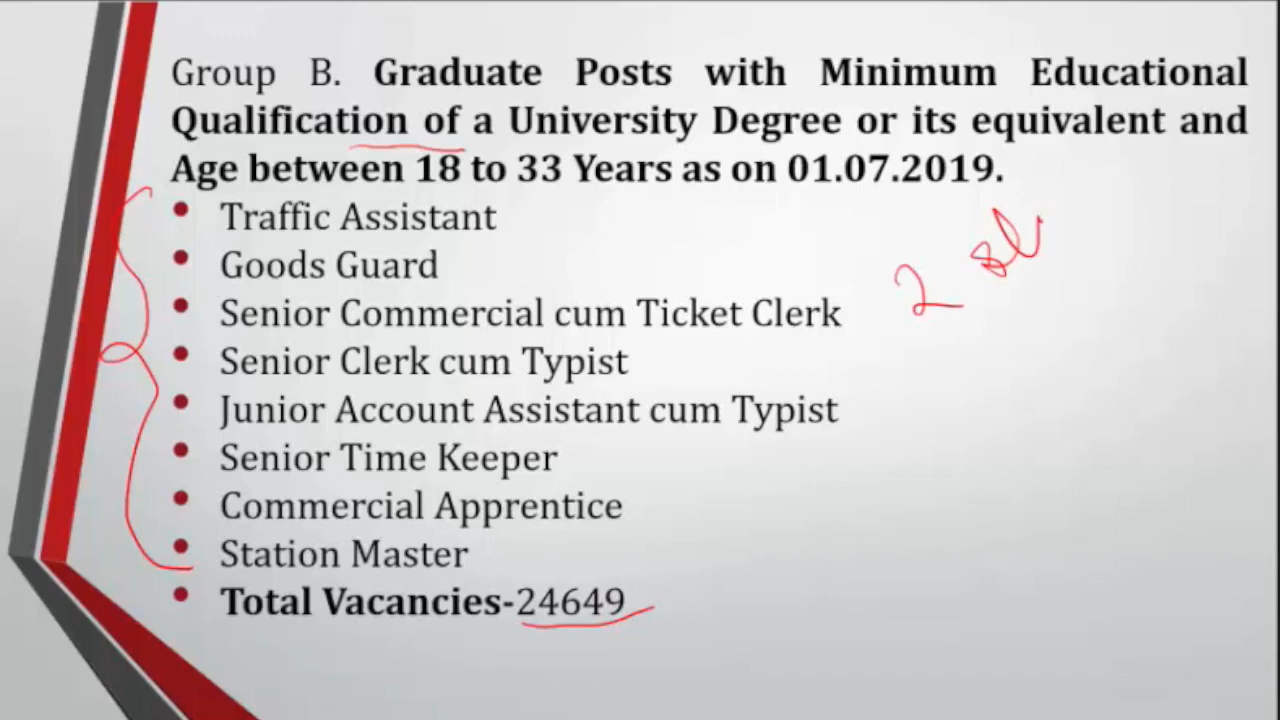 Group B. Graduate Posts with Minimum Educational
Qualification of a University Degree or its equivalent and
Age between 18 to 33 Years as on 01.07.2019.
• Traffic Assistant
• Goods Guard
• Senior Commercial cum Ticket Clerk
• Senior Clerk cum Typist
• Junior Account Assistant cum Typist
• Senior Time Keeper
• Commercial Apprentice
• Station Master
• Total Vacancies-24649
2